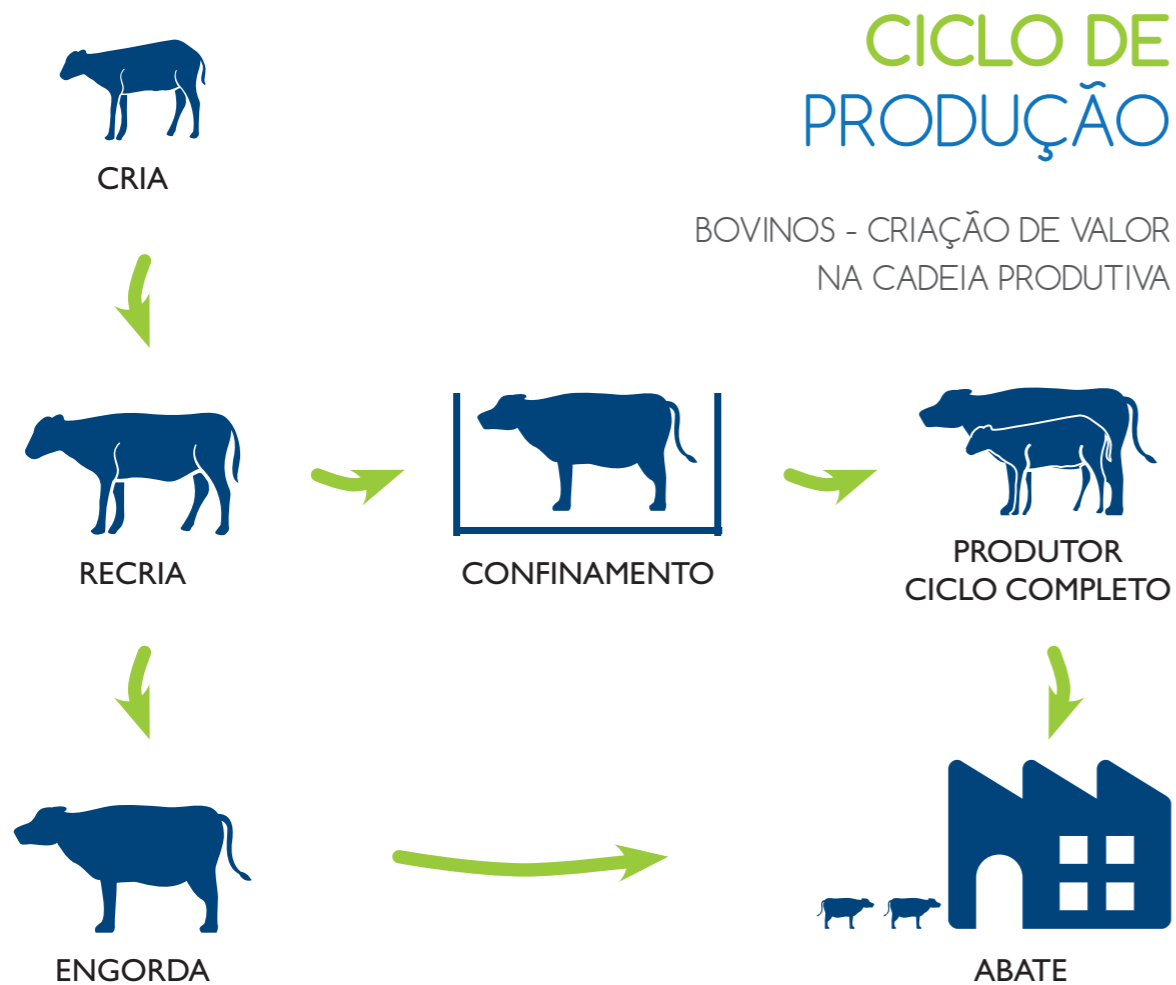 CICLO DE
PRODUÇÃO
BOVINOS - CRIAÇÃO DE VALOR
NA CADEIA PRODUTIVA
CRIA
RECRIA
CONFINAMENTO
PRODUTOR
CICLO COMPLETO
ENGORDA
ABATE